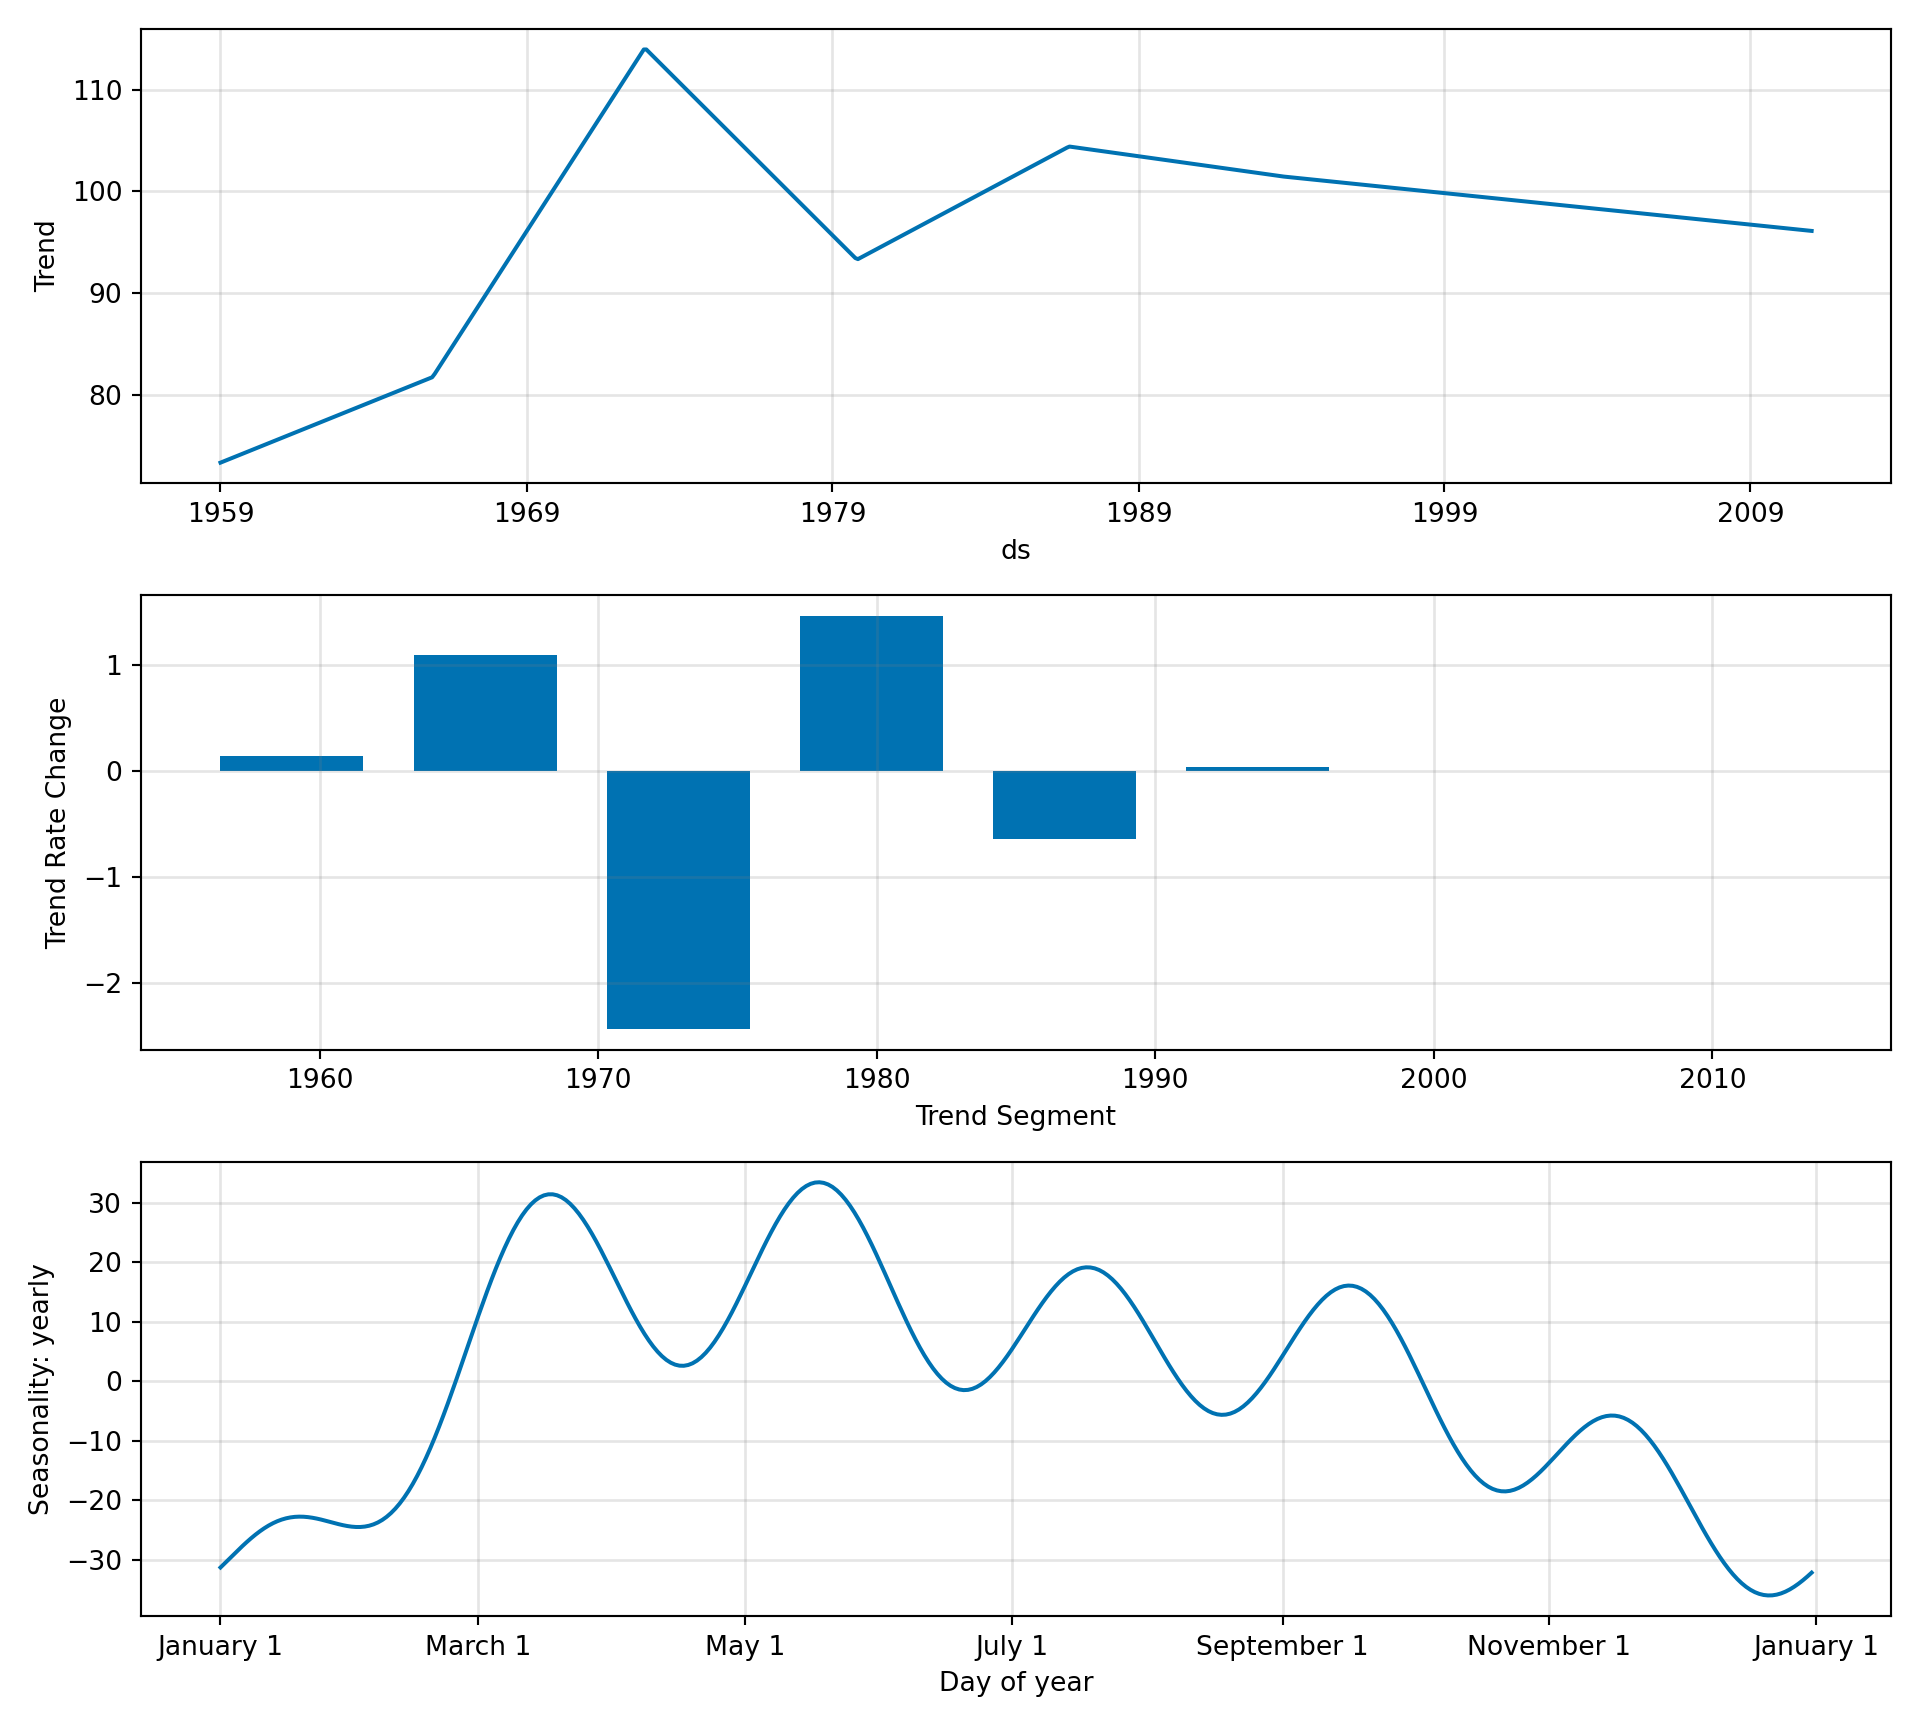 110
100
90
80
Trend
1959 1969 1979 1989 1999 2009
ds
1
0
−1
−2
Trend Rate Change
1960 1970 1980 1990 2000 2010
Trend Segment
30
20
10
0
−10
−20
−30
Seasonality: yearly
January 1 March 1 May 1 July 1 September 1 November 1 January 1
Day of year